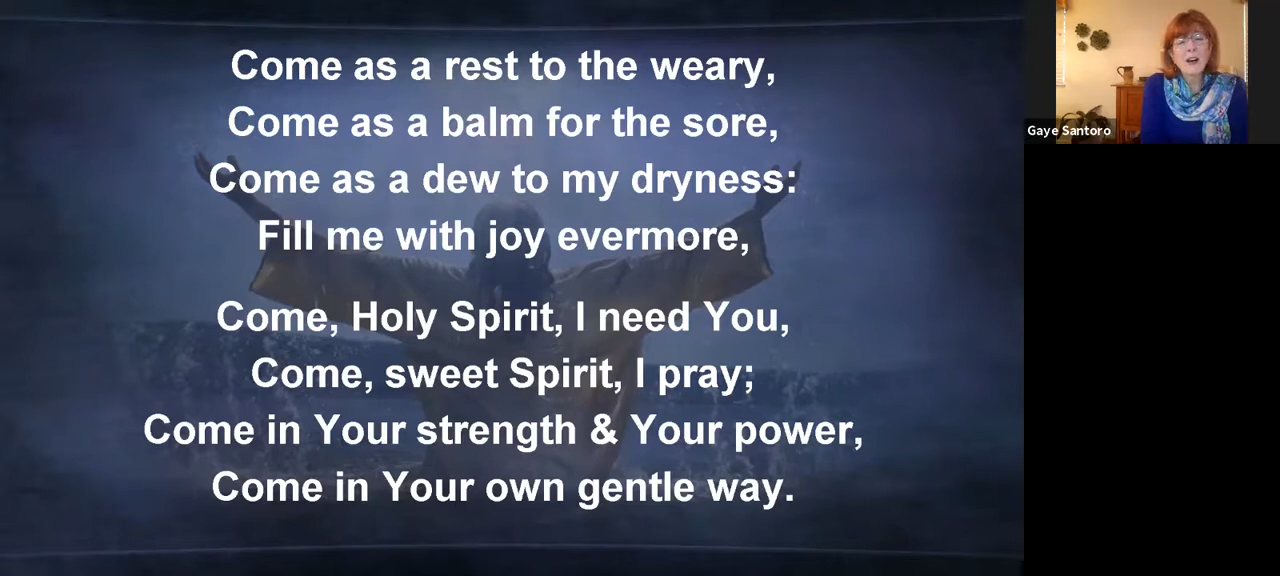 Come as a rest to the weary,
Come as a balm for the sore,
Come as a dew to my dryness:
Fill me with joy evermore,
Come, Holy Spirit, I need You,
Come, sweet Spirit, I pray;
Come in Your strength & Your power,
Come in Your own gentle way.
Gaye Santoro